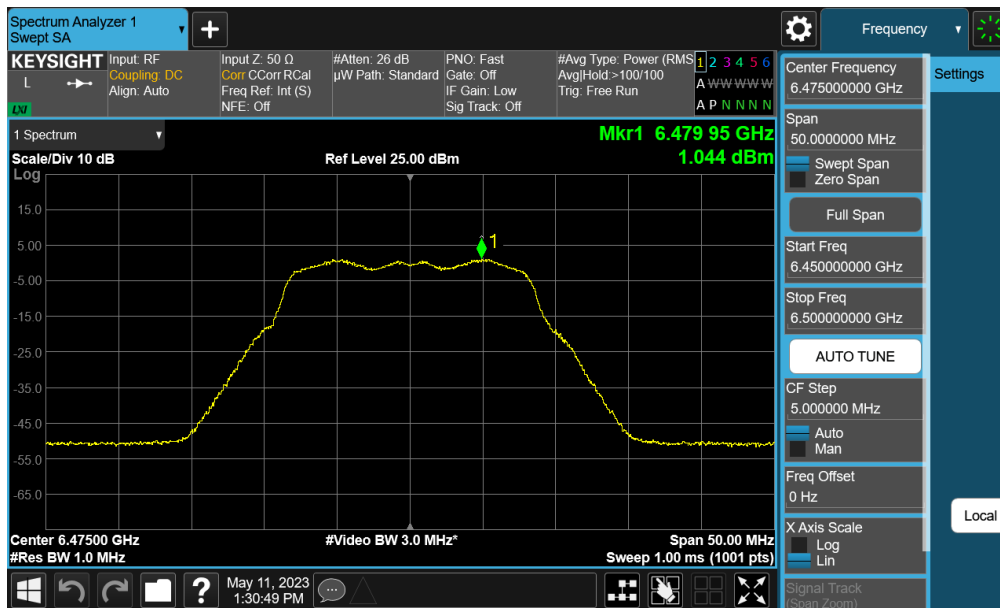 Spectrum Analyzer 1
Swept SA
Frequency
KEYSIGHT
L
LXI
Input: RF
Coupling: DC
Align: Auto
Input Z: 50 Ω
Corr CCorr RCal
Freq Ref: Int (S)
NFE: Off
#Atten: 26 dB
µW Path: Standard
PNO: Fast
Gate: Off
IF Gain: Low
Sig Track: Off
#Avg Type: Power (RMS
Avg|Hold:>100/100
Trig: Free Run
1 2 3 4 5 6
A W W W W W
A P N N N N
1 Spectrum
Mkr1 6.479 95 GHz
1.044 dBm
Scale/Div 10 dB
Ref Level 25.00 dBm
Log
15.0
5.00
-5.00
-15.0
-25.0
-35.0
-45.0
-55.0
-65.0
1
Center 6.47500 GHz
#Video BW 3.0 MHz*
Span 50.00 MHz
#Res BW 1.0 MHz
Sweep 1.00 ms (1001 pts)
May 11, 2023
1:30:49 PM
Center Frequency
6.475000000 GHz
Settings
Span
50.0000000 MHz
Swept Span
Zero Span
Full Span
Start Freq
6.450000000 GHz
Stop Freq
6.500000000 GHz
AUTO TUNE
CF Step
5.000000 MHz
Auto
Man
Freq Offset
0 Hz
Local
X Axis Scale
Log
Lin
Signal Track
(Span Zoom)